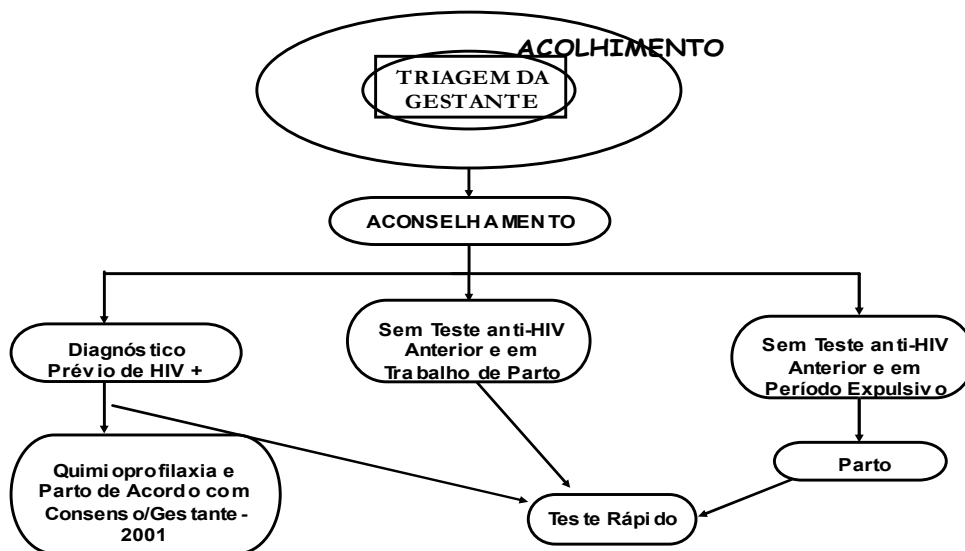 ACOLHIMENTO
TRIAGEM DA
GESTANTE
ACONSELHAMENTO
Diagnóstico
Prévio de HIV +
Sem Teste anti-HIV
Anterior e em
Trabalho de Parto
Sem Teste anti-HIV
Anterior e em
Período Expulsivo
Quimioprofilaxia e
Parto de Acordo com
Consenso/Gestante-
2001
Parto
Teste Rápido